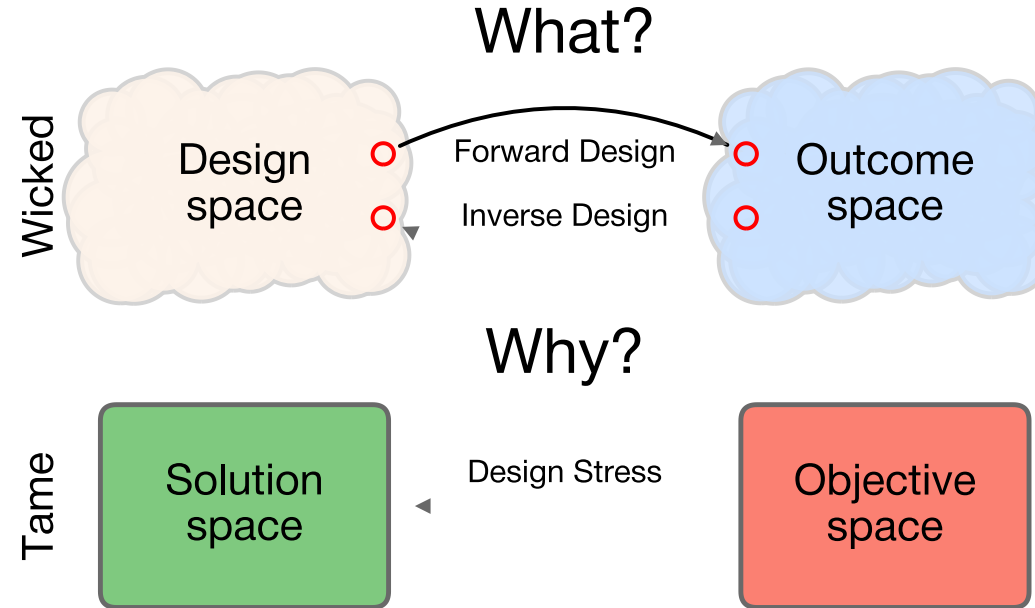 What?
Wicked
Design
space
Forward Design
Inverse Design
Outcome
space
Why?
Tame
Solution
space
Design Stress
Objective
space